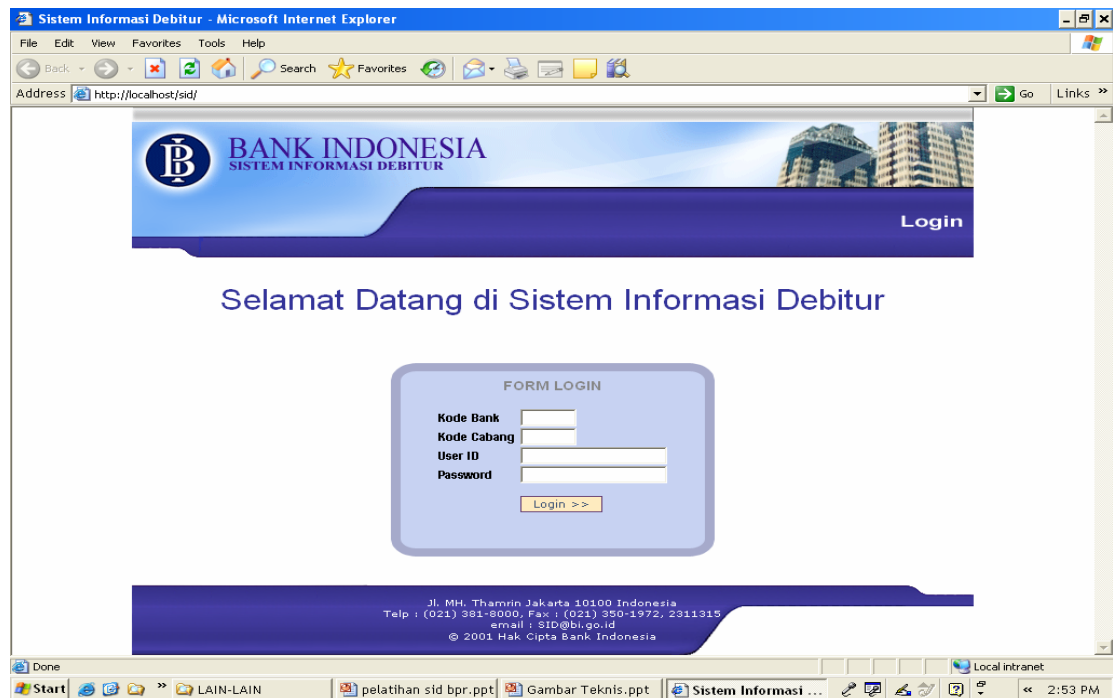 Sistem Informasi Debitur - Microsoft Internet Explorer
File Edit View Favorites Tools Help
Back Search Favorites
Address http://localhost/sid/ Go Links »
BANK INDONESIA
SISTEM INFORMASI DEBITUR
Login
Selamat Datang di Sistem Informasi Debitur
FORM LOGIN
Kode Bank
Kode Cabang
User ID
Password
Login >>
Jl. MH. Thamrin Jakarta 10100 Indonesia
Telp : (021) 381-8000, Fax : (021) 350-1972, 2311315
email : SID@bi.go.id
© 2001 Hak Cipta Bank Indonesia
Done Local intranet
Start » LAIN-LAIN pelatihan sid bpr.ppt Gambar Teknis.ppt Sistem Informasi ... « 2:53 PM